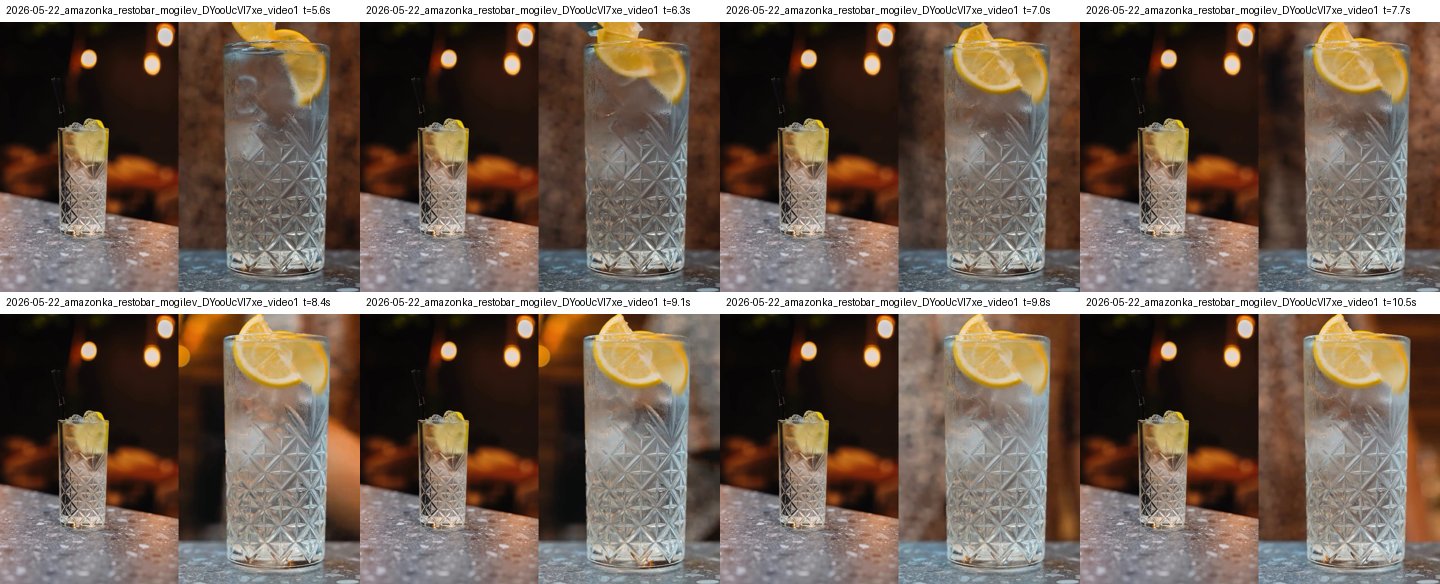 2026-05-22_amazonka_restobar_mogilev_DYooUcVl7xe_video1 t=5.6s
2026-05-22_amazonka_restobar_mogilev_DYooUcVl7xe_video1 t=6.3s
2026-05-22_amazonka_restobar_mogilev_DYooUcVl7xe_video1 t=7.0s
2026-05-22_amazonka_restobar_mogilev_DYooUcVl7xe_video1 t=7.7s
2026-05-22_amazonka_restobar_mogilev_DYooUcVl7xe_video1 t=8.4s
2026-05-22_amazonka_restobar_mogilev_DYooUcVl7xe_video1 t=9.1s
2026-05-22_amazonka_restobar_mogilev_DYooUcVl7xe_video1 t=9.8s
2026-05-22_amazonka_restobar_mogilev_DYooUcVl7xe_video1 t=10.5s